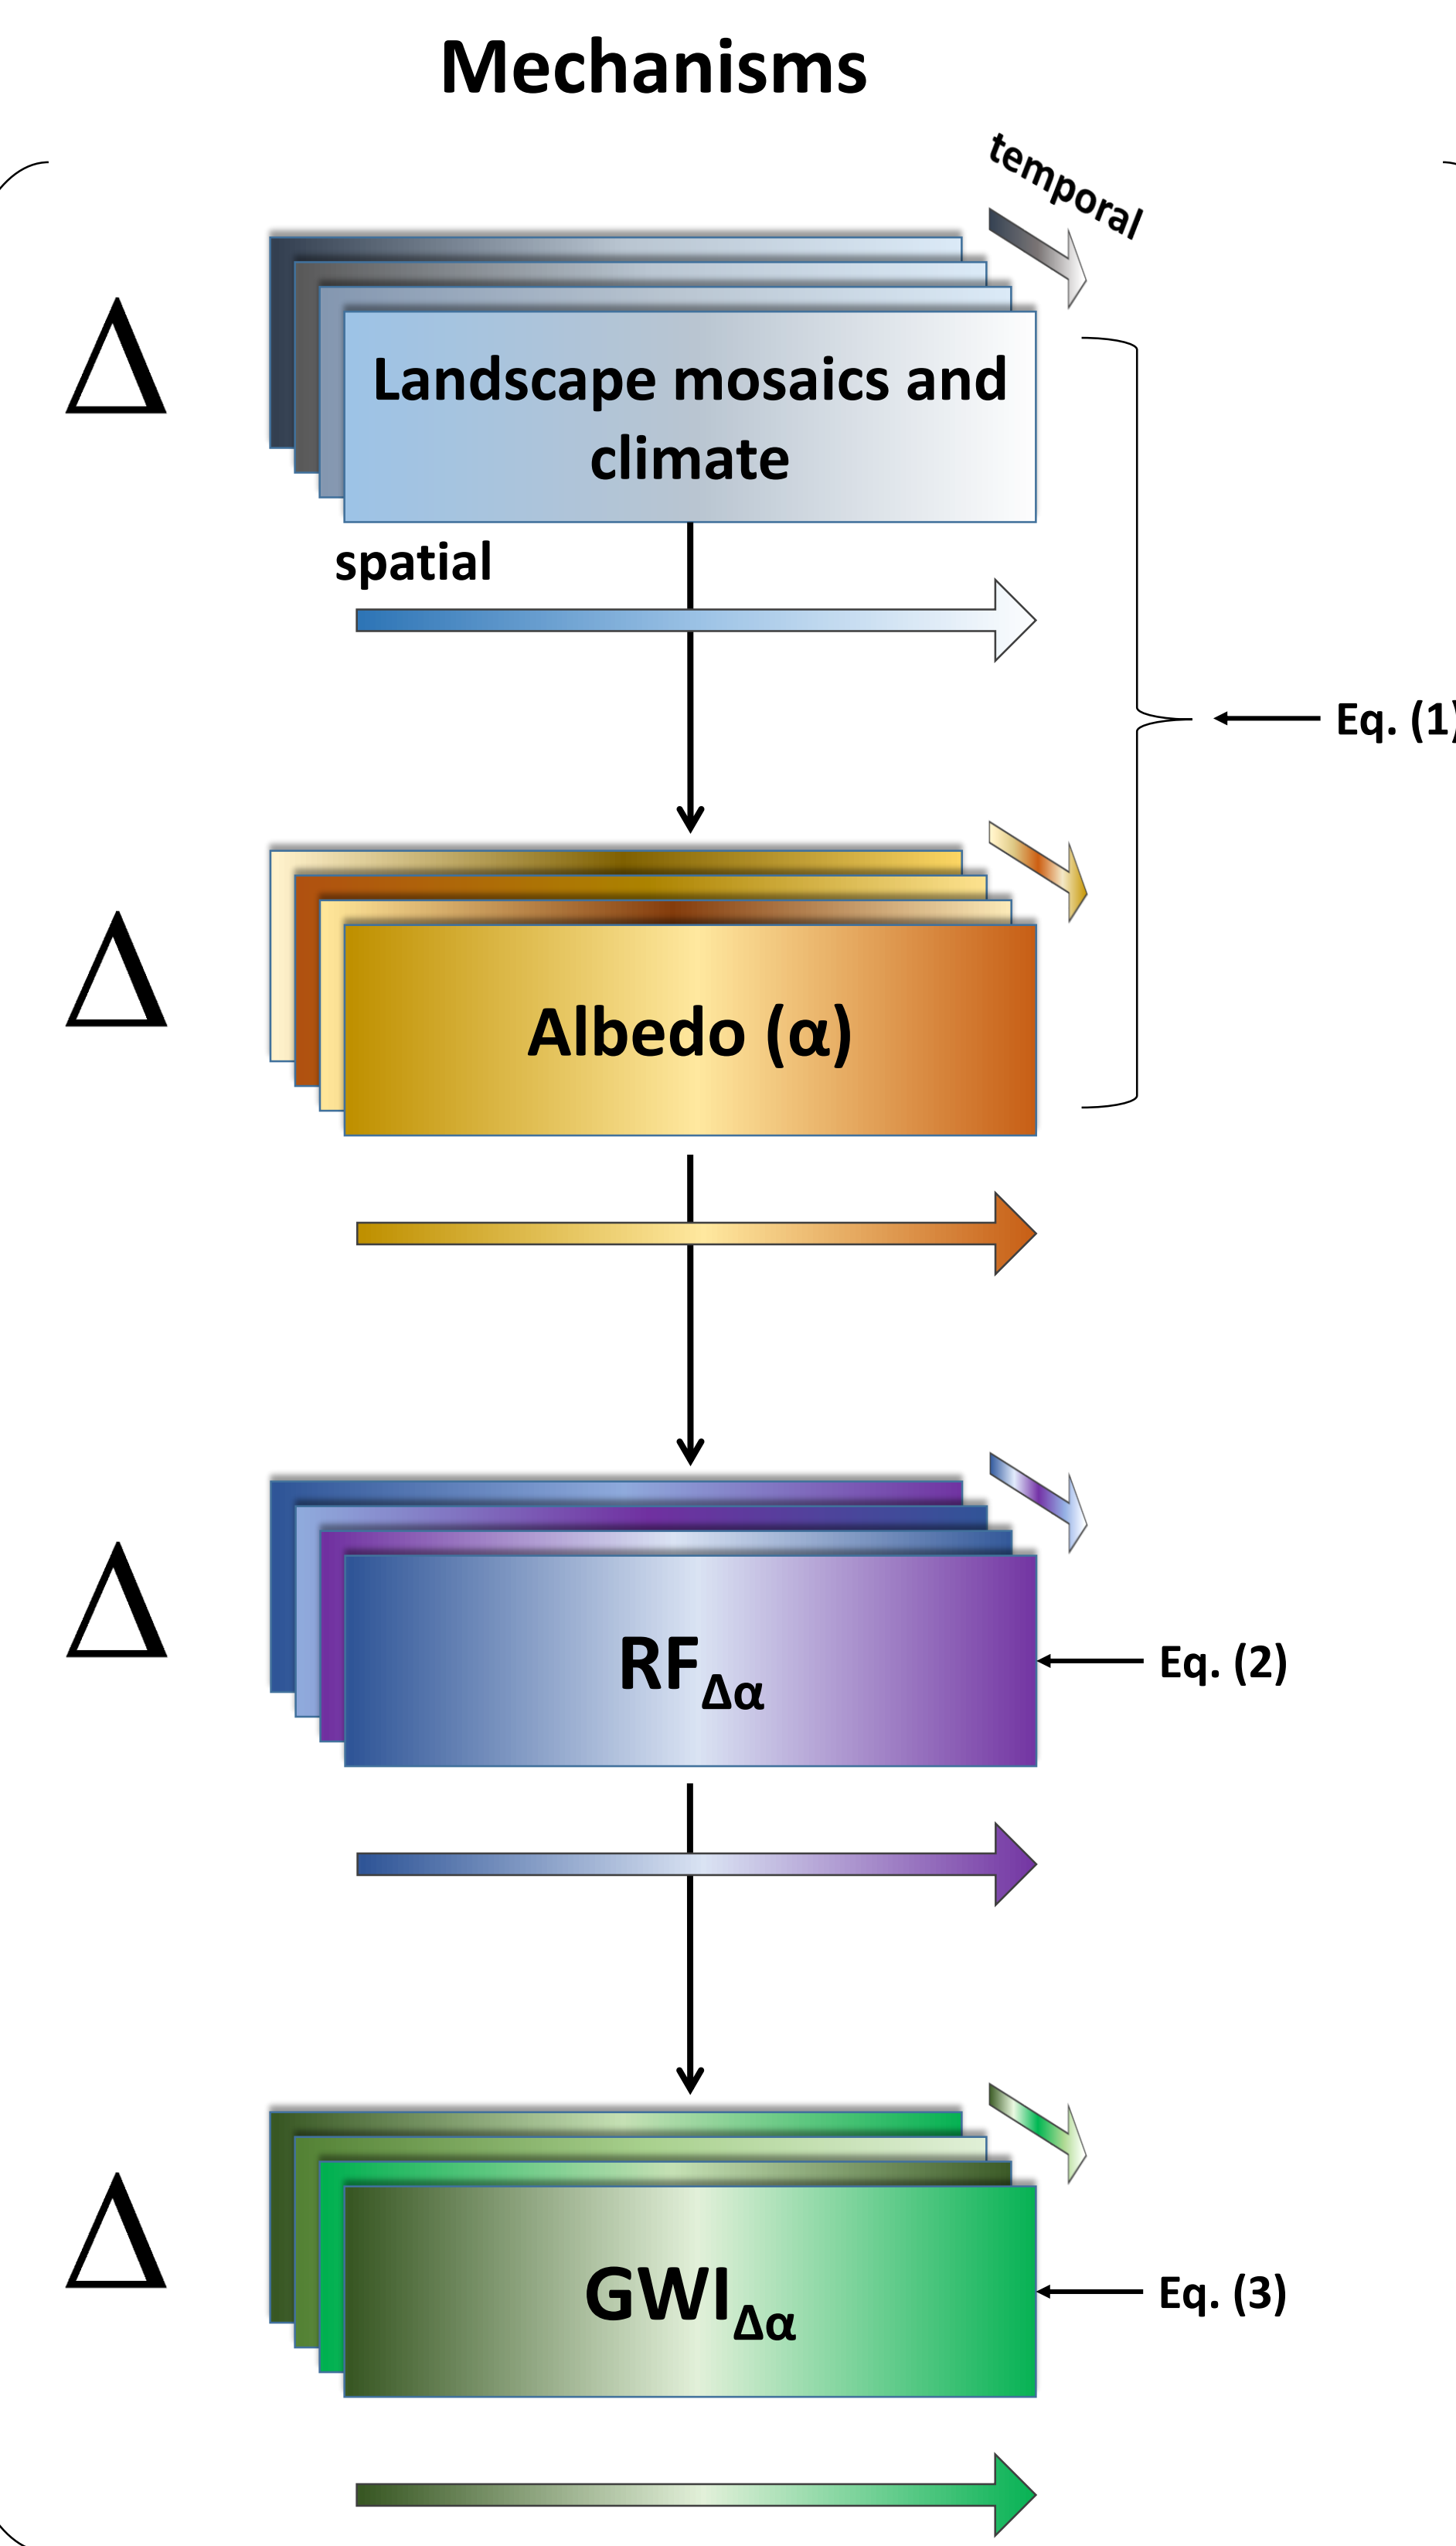 Mechanisms
temporal
Δ
Landscape mosaics and
climate
spatial
Eq. (1)
Δ
Albedo (α)
Δ
RFΔα
Eq. (2)
Δ
GWIΔα
Eq. (3)